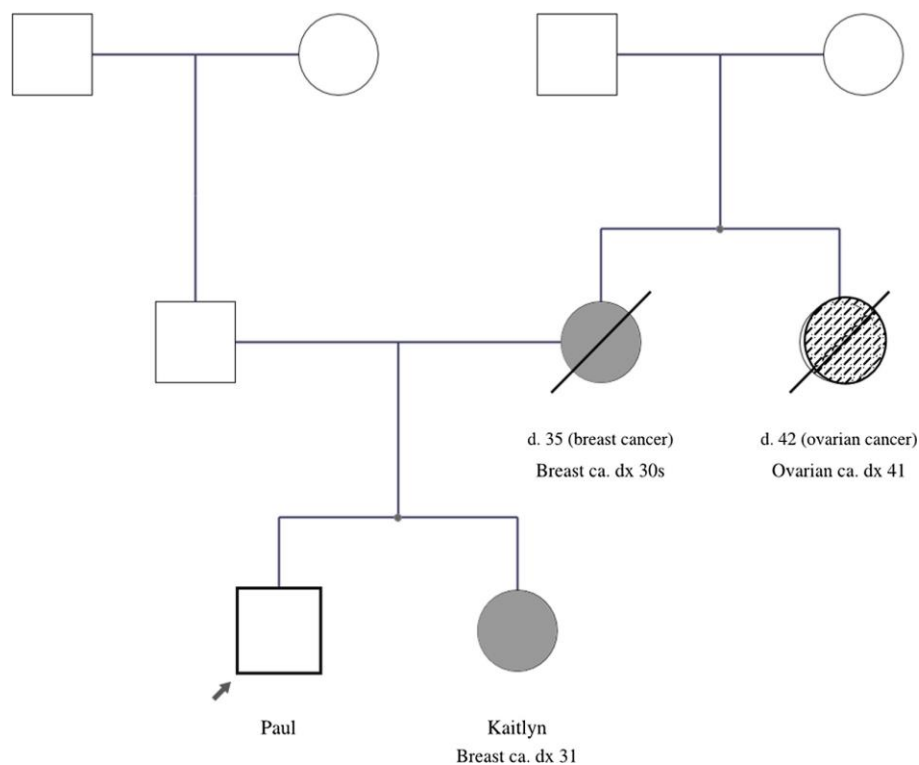 d. 35 (breast cancer)
Breast ca. dx 30s
d. 42 (ovarian cancer)
Ovarian ca. dx 41
Paul
Kaitlyn
Breast ca. dx 31